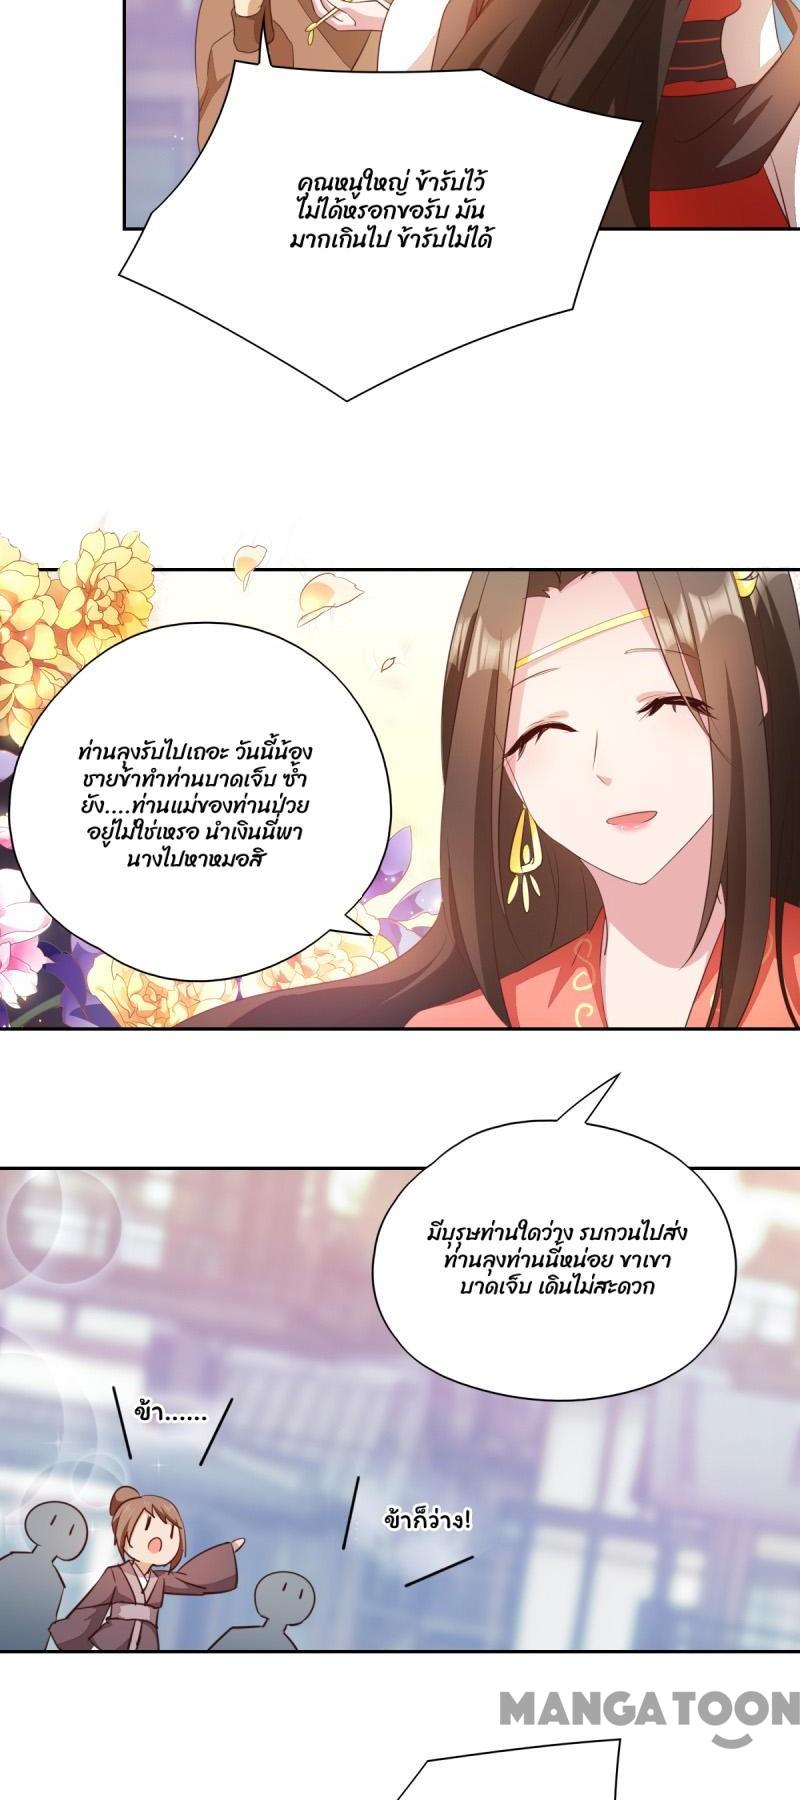 คุณหนูใหญ่ ข้ารับไว้
ไม่ได้หรอกขอรับ มัน
มากเกินไป ข้ารับไม่ได้
ท่านลุงรับไปเถอะ วันนี้น้อง
ชายข้าทำท่านบาดเจ็บ ซ้ำ
ยัง....ท่านแม่ของท่านป่วย
อยู่ไม่ใช่เหรอ นำเงินนี่พา
นางไปหาหมอสิ
มีบุรุษท่านใดว่าง รบกวนไปส่ง
ท่านลุงท่านนี้หน่อย ขาเขา
บาดเจ็บ เดินไม่สะดวก
ข้า......
ข้าก็ว่าง!
MANGATOON